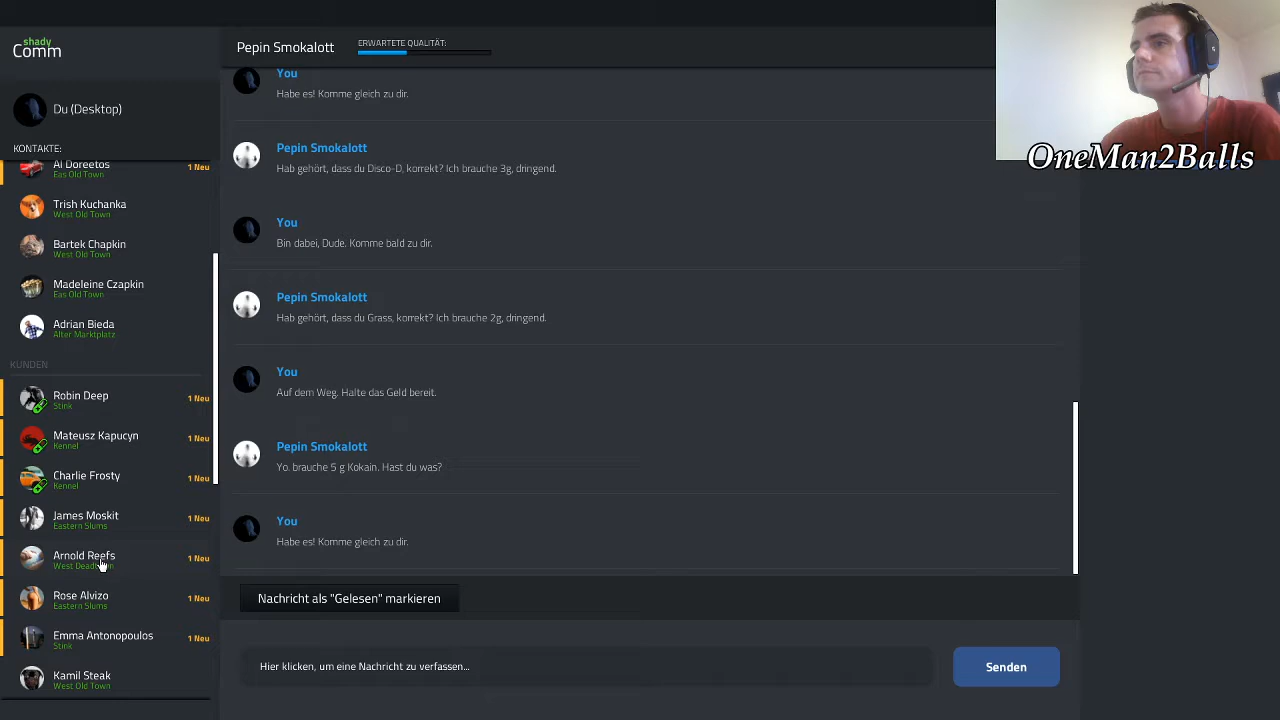 shady
Comm
Du (Desktop)
KONTAKTE:
Al Doreetos
Eas Old Town
1 Neu
Trish Kuchanka
West Old Town
Bartek Chapkin
West Old Town
Madeleine Czapkin
Eas Old Town
Adrian Bieda
Alter Marktplatz
KUNDEN
Robin Deep
Stink
1 Neu
Mateusz Kapucyn
Kennel
1 Neu
Charlie Frosty
Kennel
1 Neu
James Moskit
Eastern Slums
1 Neu
Arnold Reefs
West
1 Neu
Rose Alvizo
Eastern Slums
1 Neu
Emma Antonopoulos
Stink
1 Neu
Kamil Steak
West Old Town
Pepin Smokalott
ERWARTETE QUALITÄT:
You
Habe es! Komme gleich zu dir.
Pepin Smokalott
Hab gehört, dass du Disco-D, korrekt? Ich brauche 3g, dringend.
You
Bin dabei, Dude. Komme bald zu dir.
Pepin Smokalott
Hab gehört, dass du Grass, korrekt? Ich brauche 2g, dringend.
You
Auf dem Weg. Halte das Geld bereit.
Pepin Smokalott
Yo. brauche 5 g Kokain. Hast du was?
You
Habe es! Komme gleich zu dir.
Nachricht als "Gelesen" markieren
Hier klicken, um eine Nachricht zu verfassen...
Senden
OneMan2Balls